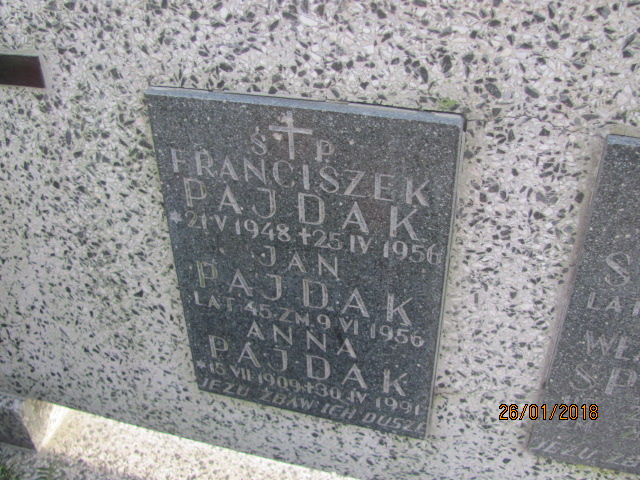 Ś P
FRANCISZEK
PAJDAK
*21 V 1948 +25 IV 1956
JAN
PAJDAK
LAT 45 ZM. 9 VI 1956
ANNA
PAJDAK
*15 VII 1909 +30 IV 1991
JEZU ZBAW ICH DUSZE
LAT
26/01/2018